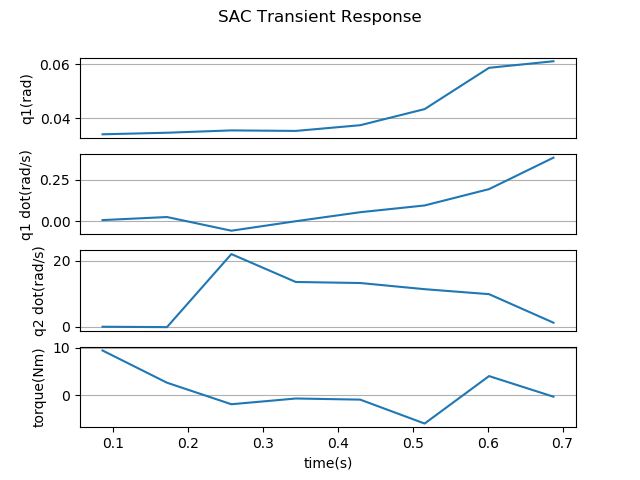 SAC Transient Response
q1(rad)
0.06
0.04
q1 dot(rad/s)
0.25
0.00
q2 dot(rad/s)
20
0
torque(Nm)
10
0
0.1 0.2 0.3 0.4 0.5 0.6 0.7
time(s)